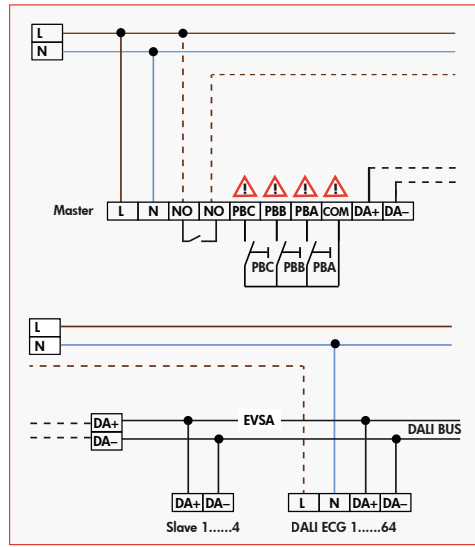 L
N
Master L N NO NO PBC PBB PBA COM DA+ DA–
PBC PBB PBA
L
N
DA+ EVSA
DA– DALI BUS
DA+ DA– L N DA+ DA–
Slave 1......4 DALI ECG 1......64